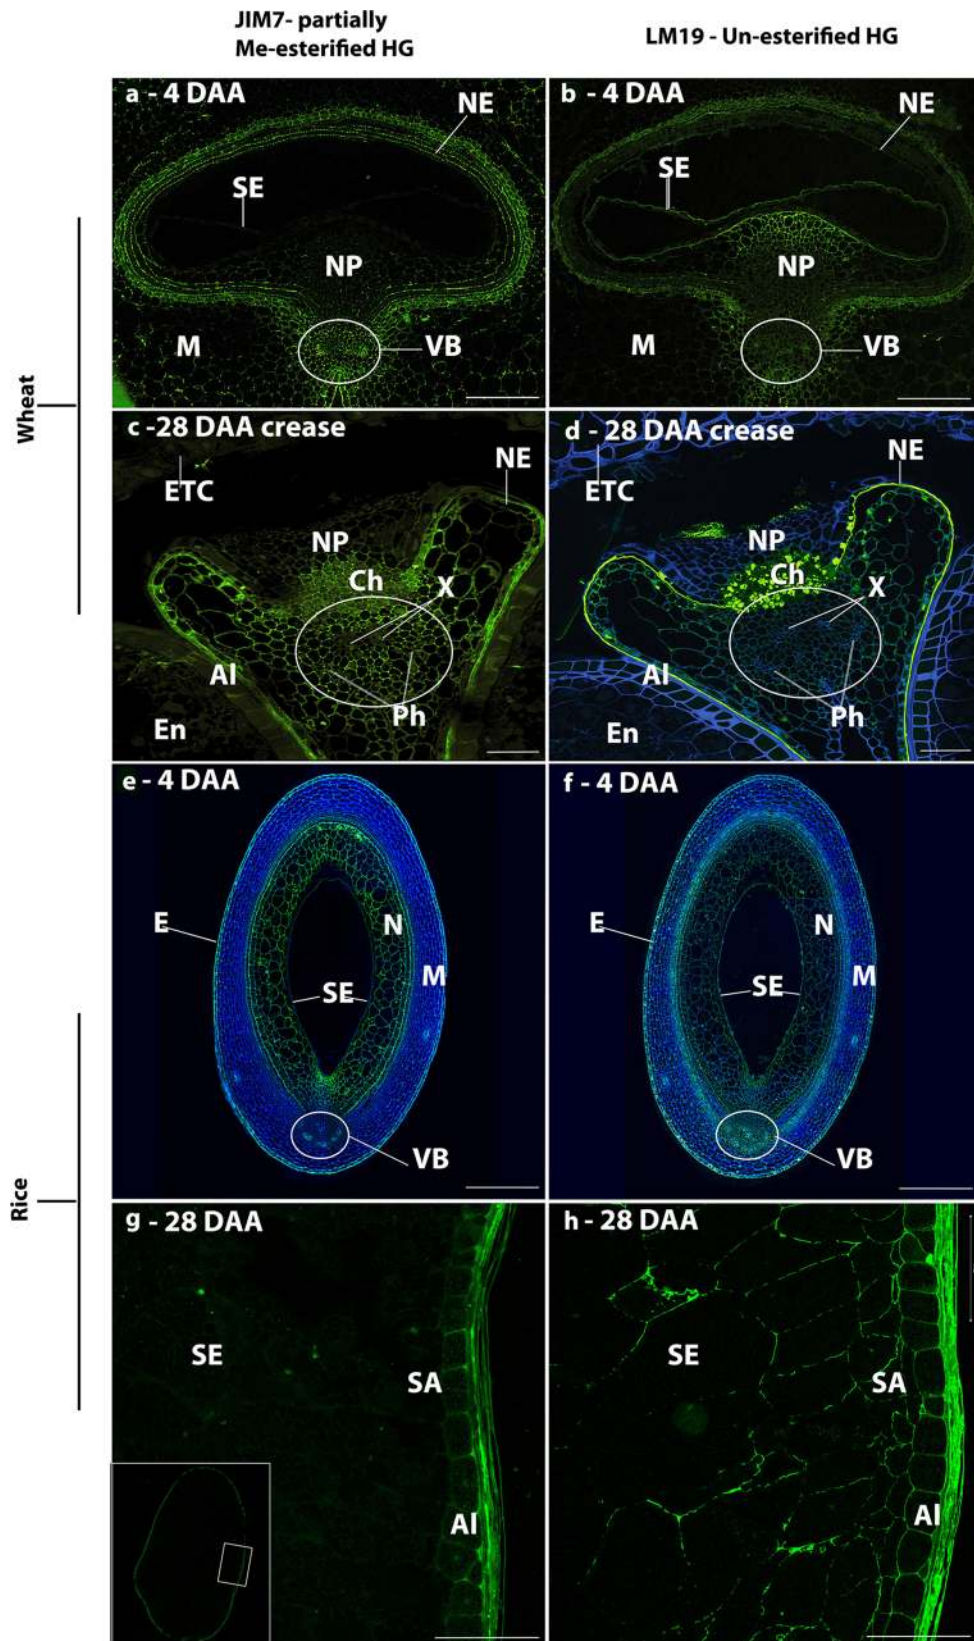 JIM7- partially
Me-esterified HG
LM19 - Un-esterified HG
Wheat
a - 4 DAA
NE
SE
NP
M
VB
b - 4 DAA
NE
SE
NP
M
VB
c -28 DAA crease
NE
ETC
NP
Ch
X
Al
Ph
En
d - 28 DAA crease
NE
ETC
NP
Ch
X
Al
Ph
En
Rice
e - 4 DAA
E
N
M
SE
VB
f - 4 DAA
E
N
M
SE
VB
g - 28 DAA
SE
SA
Al
h - 28 DAA
SE
SA
Al